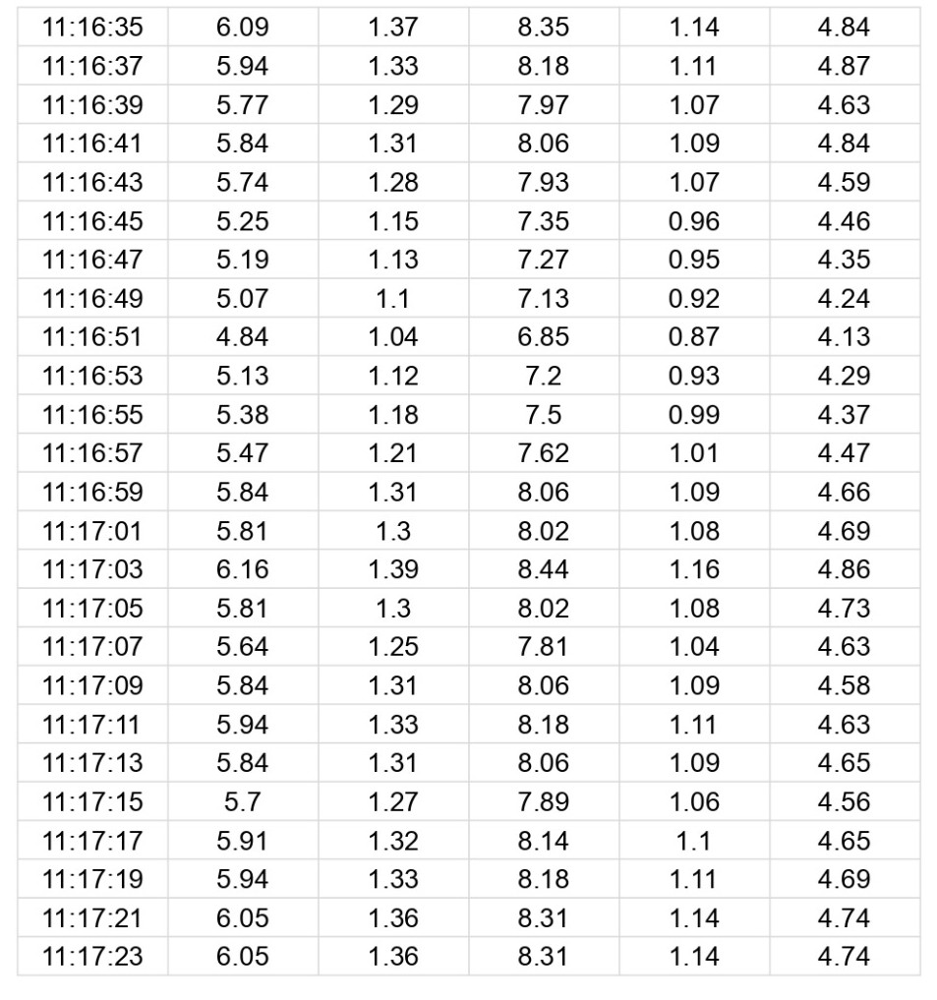 11:16:35 6.09 1.37 8.35 1.14 4.84
11:16:37 5.94 1.33 8.18 1.11 4.87
11:16:39 5.77 1.29 7.97 1.07 4.63
11:16:41 5.84 1.31 8.06 1.09 4.84
11:16:43 5.74 1.28 7.93 1.07 4.59
11:16:45 5.25 1.15 7.35 0.96 4.46
11:16:47 5.19 1.13 7.27 0.95 4.35
11:16:49 5.07 1.1 7.13 0.92 4.24
11:16:51 4.84 1.04 6.85 0.87 4.13
11:16:53 5.13 1.12 7.2 0.93 4.29
11:16:55 5.38 1.18 7.5 0.99 4.37
11:16:57 5.47 1.21 7.62 1.01 4.47
11:16:59 5.84 1.31 8.06 1.09 4.66
11:17:01 5.81 1.3 8.02 1.08 4.69
11:17:03 6.16 1.39 8.44 1.16 4.86
11:17:05 5.81 1.3 8.02 1.08 4.73
11:17:07 5.64 1.25 7.81 1.04 4.63
11:17:09 5.84 1.31 8.06 1.09 4.58
11:17:11 5.94 1.33 8.18 1.11 4.63
11:17:13 5.84 1.31 8.06 1.09 4.65
11:17:15 5.7 1.27 7.89 1.06 4.56
11:17:17 5.91 1.32 8.14 1.1 4.65
11:17:19 5.94 1.33 8.18 1.11 4.69
11:17:21 6.05 1.36 8.31 1.14 4.74
11:17:23 6.05 1.36 8.31 1.14 4.74